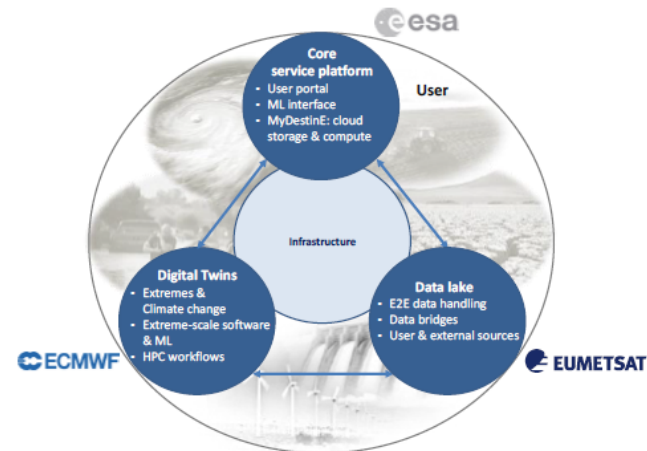 esa
Core
service platform
• User portal
• ML interface
• MyDestinE: cloud
storage & compute
User
Infrastructure
Digital Twins
• Extremes &
Climate change
• Extreme-scale software
& ML
• HPC workflows
Data lake
• E2E data handling
• Data bridges
• User & external sources
ECMWF
EUMETSAT